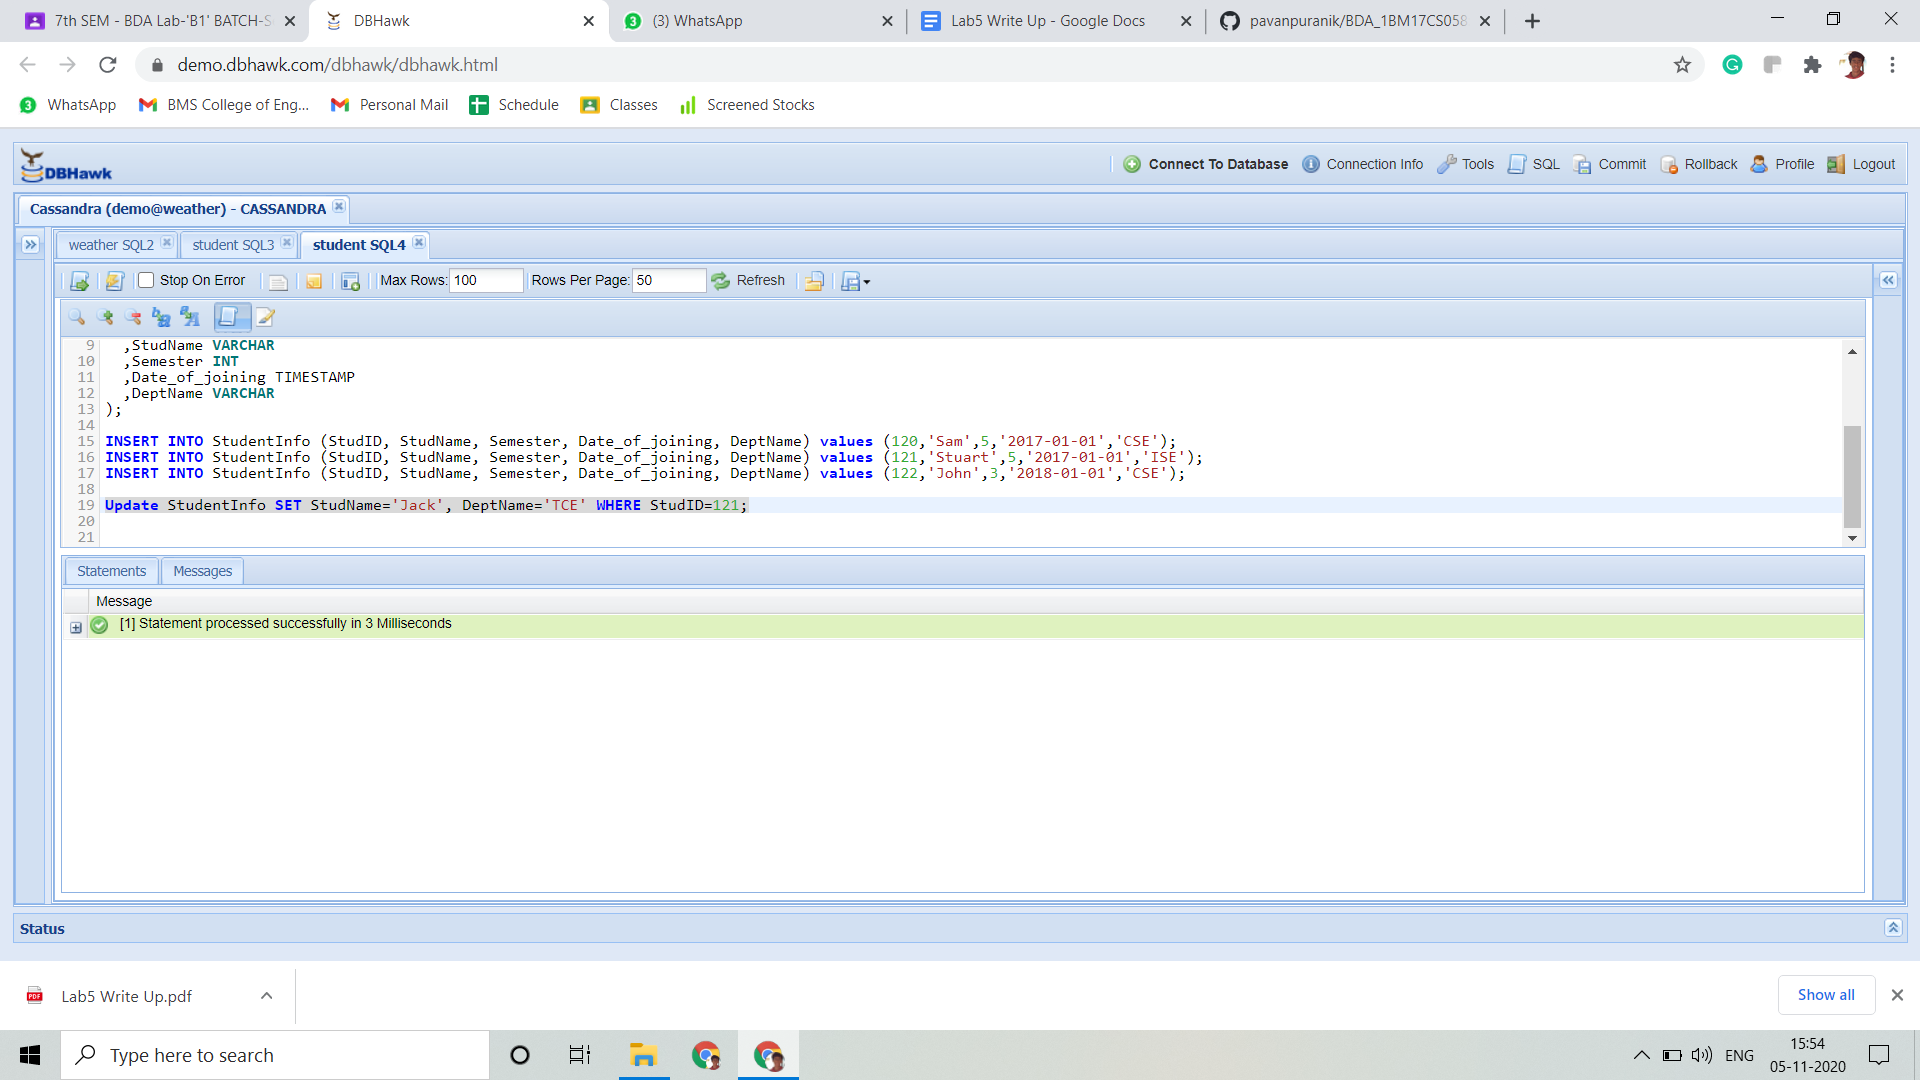 7th SEM - BDA Lab-'B1' BATCH-S
DBHawk
(3) WhatsApp
Lab5 Write Up - Google Docs
pavanpuranik/BDA_1BM17CS058
demo.dbhawk.com/dbhawk/dbhawk.html
WhatsApp
BMS College of Eng...
Personal Mail
Schedule
Classes
Screened Stocks
DBHawk
Connect To Database
Connection Info
Tools
SQL
Commit
Rollback
Profile
Logout
Cassandra (demo@weather) - CASSANDRA
weather SQL2
student SQL3
student SQL4
Stop On Error
Max Rows: 100
Rows Per Page: 50
Refresh
9 ,StudName VARCHAR
10 ,Semester INT
11 ,Date_of_joining TIMESTAMP
12 ,DeptName VARCHAR
13 );
14
15 INSERT INTO StudentInfo (StudID, StudName, Semester, Date_of_joining, DeptName) values (120,'Sam',5,'2017-01-01','CSE');
16 INSERT INTO StudentInfo (StudID, StudName, Semester, Date_of_joining, DeptName) values (121,'Stuart',5,'2017-01-01','ISE');
17 INSERT INTO StudentInfo (StudID, StudName, Semester, Date_of_joining, DeptName) values (122,'John',3,'2018-01-01','CSE');
18
19 Update StudentInfo SET StudName='Jack', DeptName='TCE' WHERE StudID=121;
20
21
Statements
Messages
Message
[1] Statement processed successfully in 3 Milliseconds
Status
PDF
Lab5 Write Up.pdf
Show all
Type here to search
ENG
15:54
05-11-2020